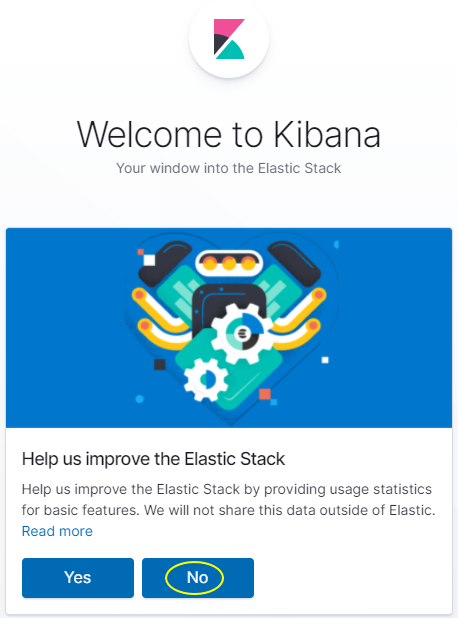 Welcome to Kibana
Your window into the Elastic Stack
Help us improve the Elastic Stack
Help us improve the Elastic Stack by providing usage statistics
for basic features. We will not share this data outside of Elastic.
Read more
Yes
No